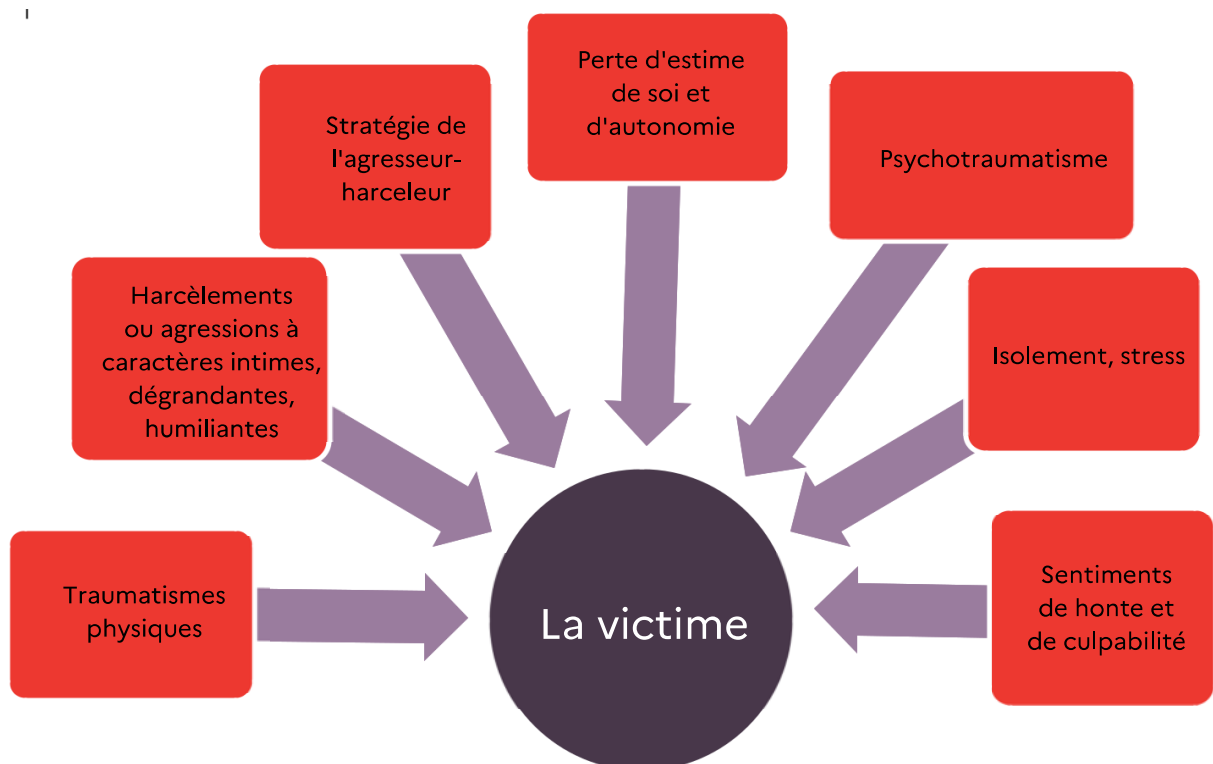 Perte d'estime
de soi et
d'autonomie
Stratégie de
l'agresseur-
harceleur
Psychotraumatisme
Harcèlements
ou agressions à
caractères intimes,
dégrandantes,
humiliantes
Isolement, stress
Traumatismes
physiques
La victime
Sentiments
de honte et
de culpabilité